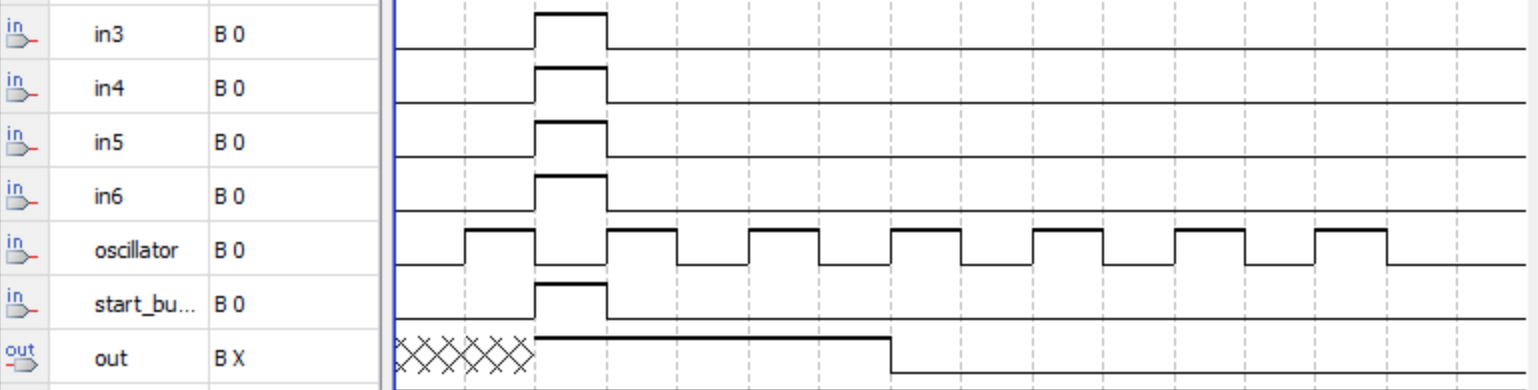 in in3 B 0
in in4 B 0
in in5 B 0
in in6 B 0
in oscillator B 0
in start_bu... B 0
out out B X